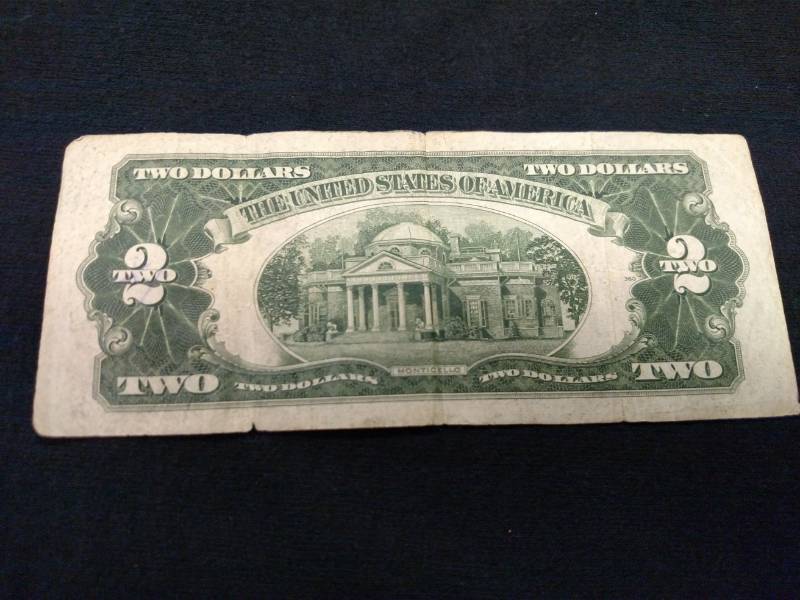 TWO DOLLARS TWO DOLLARS
THE UNITED STATES OF AMERICA
2 2
TWO TWO
MONTICELLO
TWO TWO DOLLARS TWO DOLLARS TWO